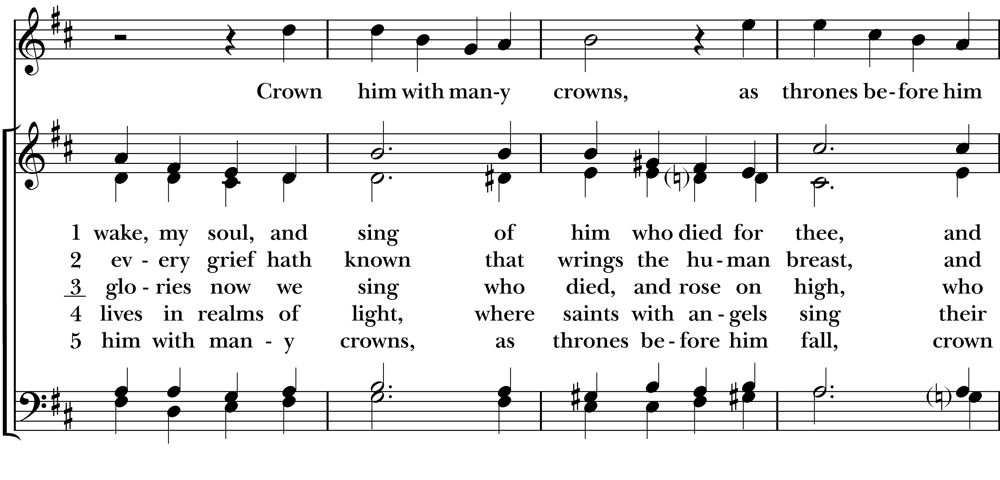 Crown him with man-y crowns, as thrones be-fore him
1 wake, my soul, and sing of him who died for thee, and
2 ev - ery grief hath known that wrings the hu - man breast, and
3 glo - ries now we sing who died, and rose on high, who
4 lives in realms of light, where saints with an - gels sing their
5 him with man - y crowns, as thrones be - fore him fall, crown